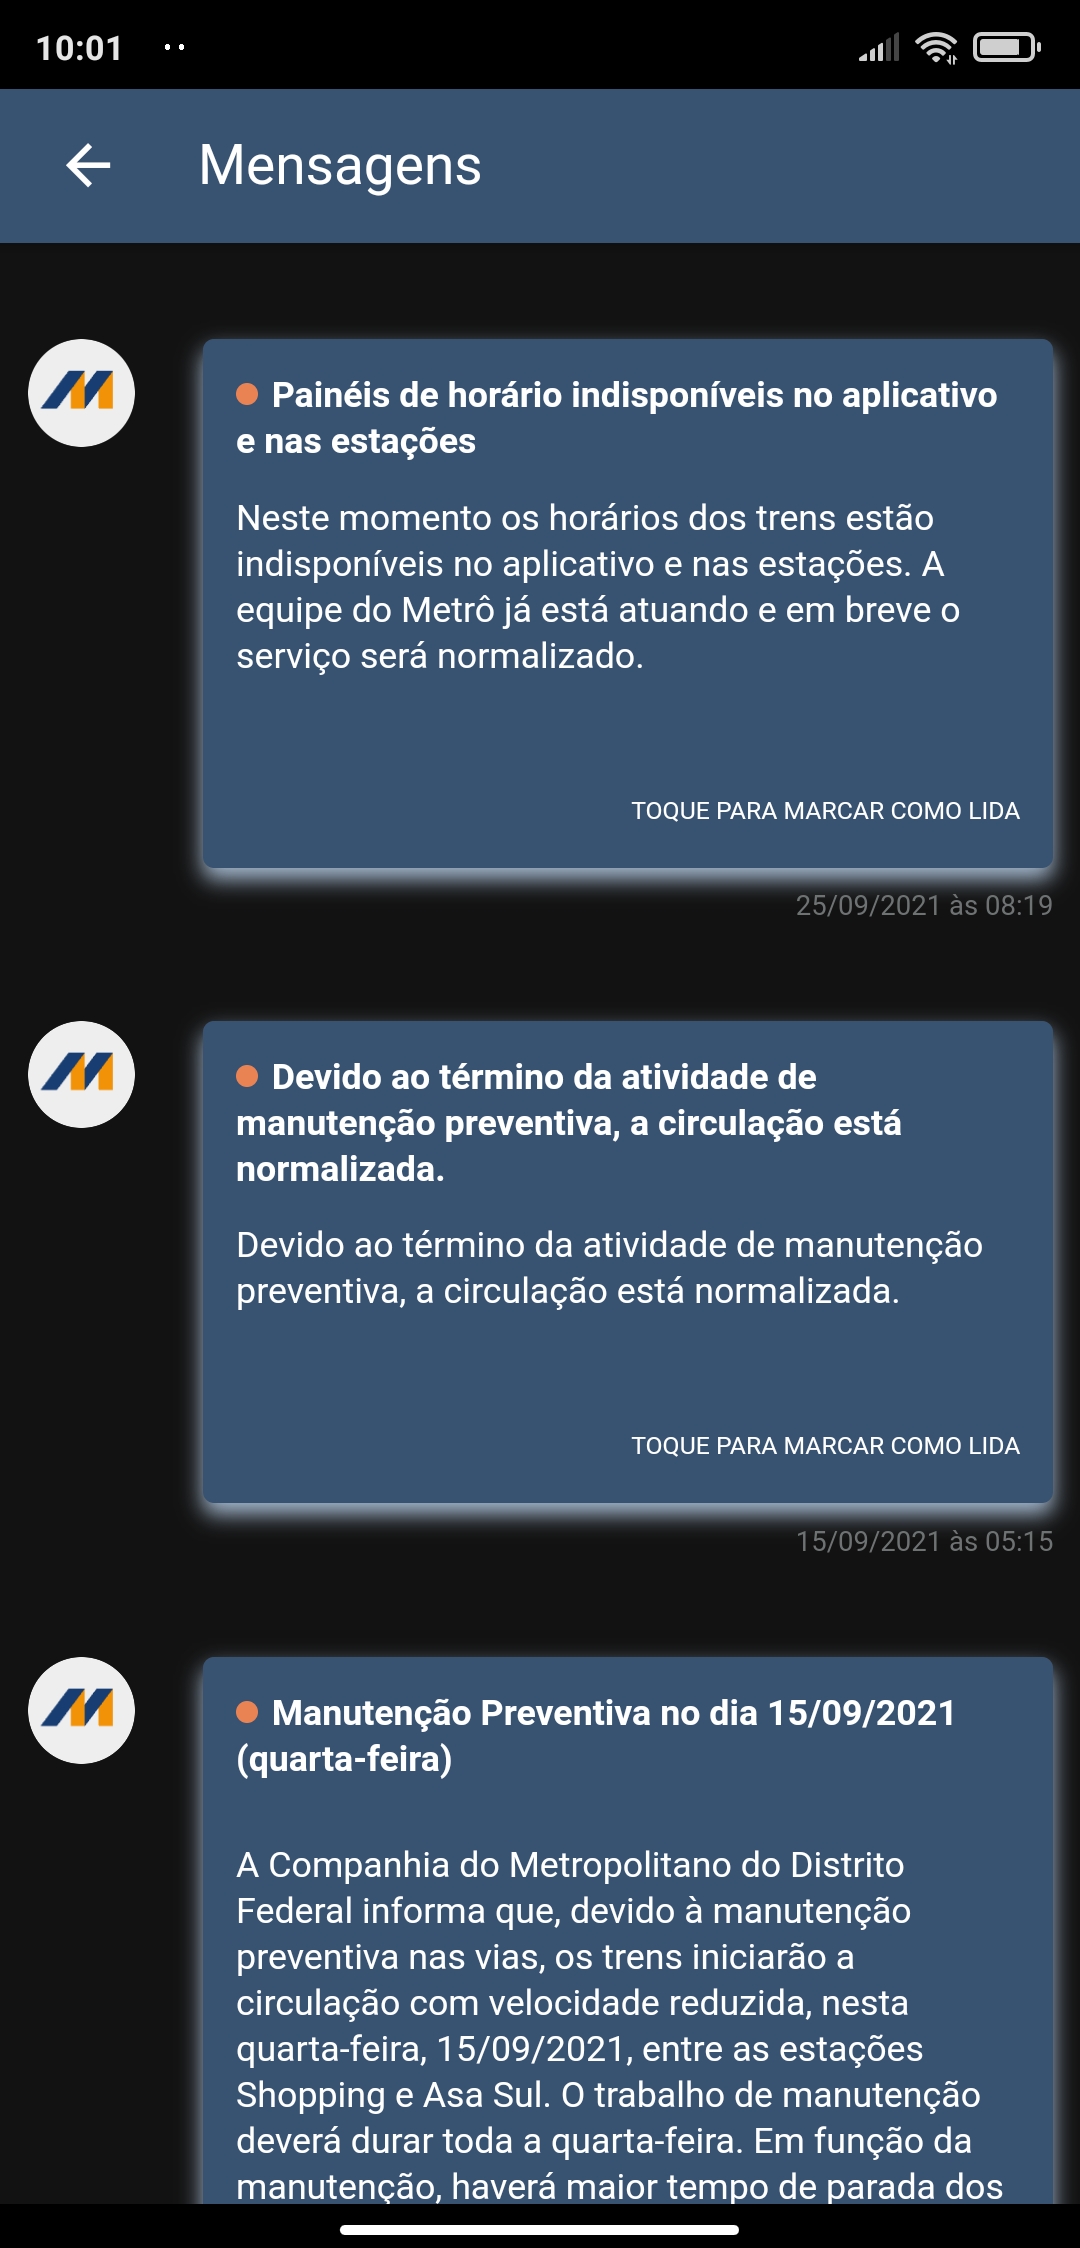 10:01
Mensagens
Painéis de horário indisponíveis no aplicativo
e nas estações
Neste momento os horários dos trens estão
indisponíveis no aplicativo e nas estações. A
equipe do Metrô já está atuando e em breve o
serviço será normalizado.
TOQUE PARA MARCAR COMO LIDA
25/09/2021 às 08:19
Devido ao término da atividade de
manutenção preventiva, a circulação está
normalizada.
Devido ao término da atividade de manutenção
preventiva, a circulação está normalizada.
TOQUE PARA MARCAR COMO LIDA
15/09/2021 às 05:15
Manutenção Preventiva no dia 15/09/2021
(quarta-feira)
A Companhia do Metropolitano do Distrito
Federal informa que, devido à manutenção
preventiva nas vias, os trens iniciarão a
circulação com velocidade reduzida, nesta
quarta-feira, 15/09/2021, entre as estações
Shopping e Asa Sul. O trabalho de manutenção
deverá durar toda a quarta-feira. Em função da
manutenção, haverá maior tempo de parada dos